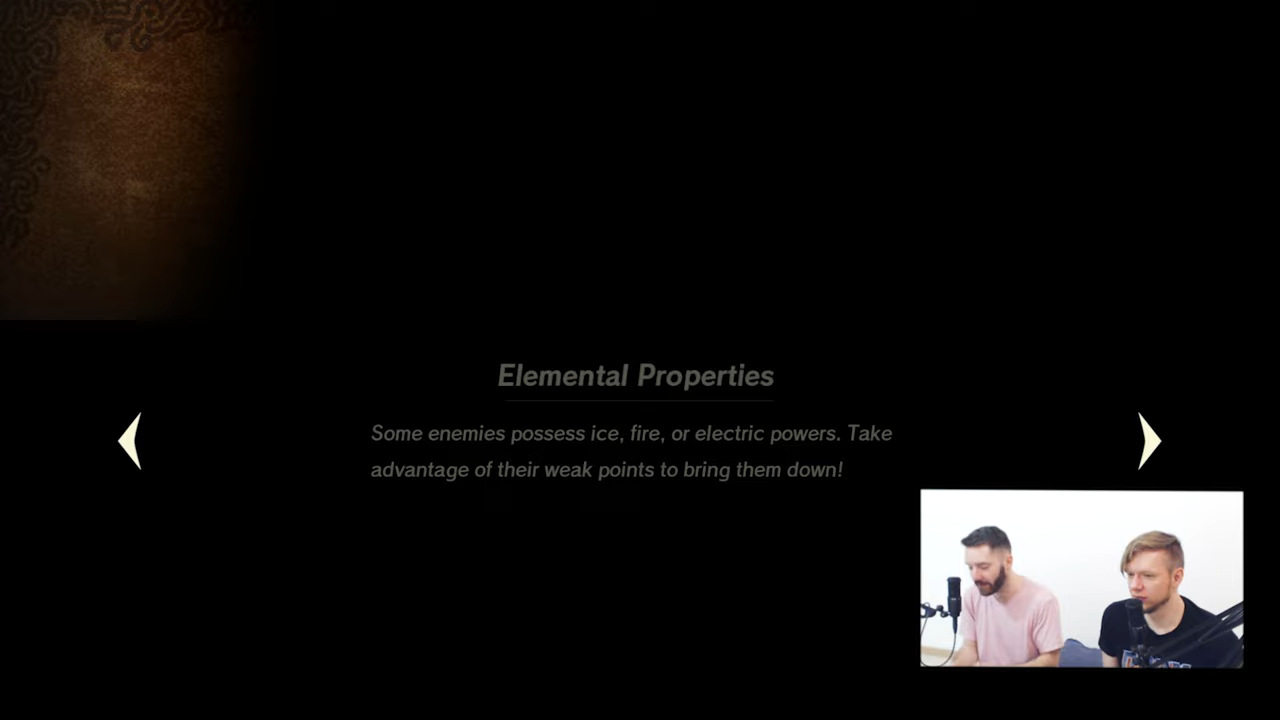 Elemental Properties
Some enemies possess ice, fire, or electric powers. Take
advantage of their weak points to bring them down!